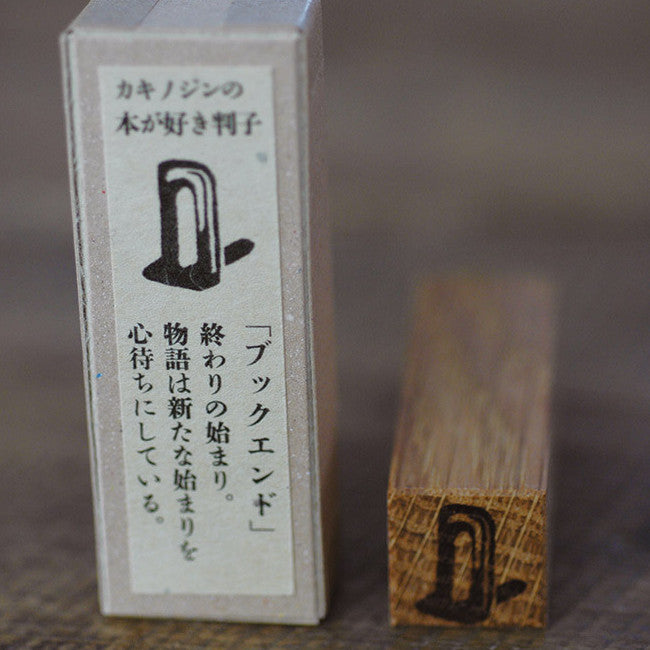 カキノジンの
本が好き判子
「ブックエンド」
終わりの始まり。
物語は新たな始まりを
心待ちにしている。